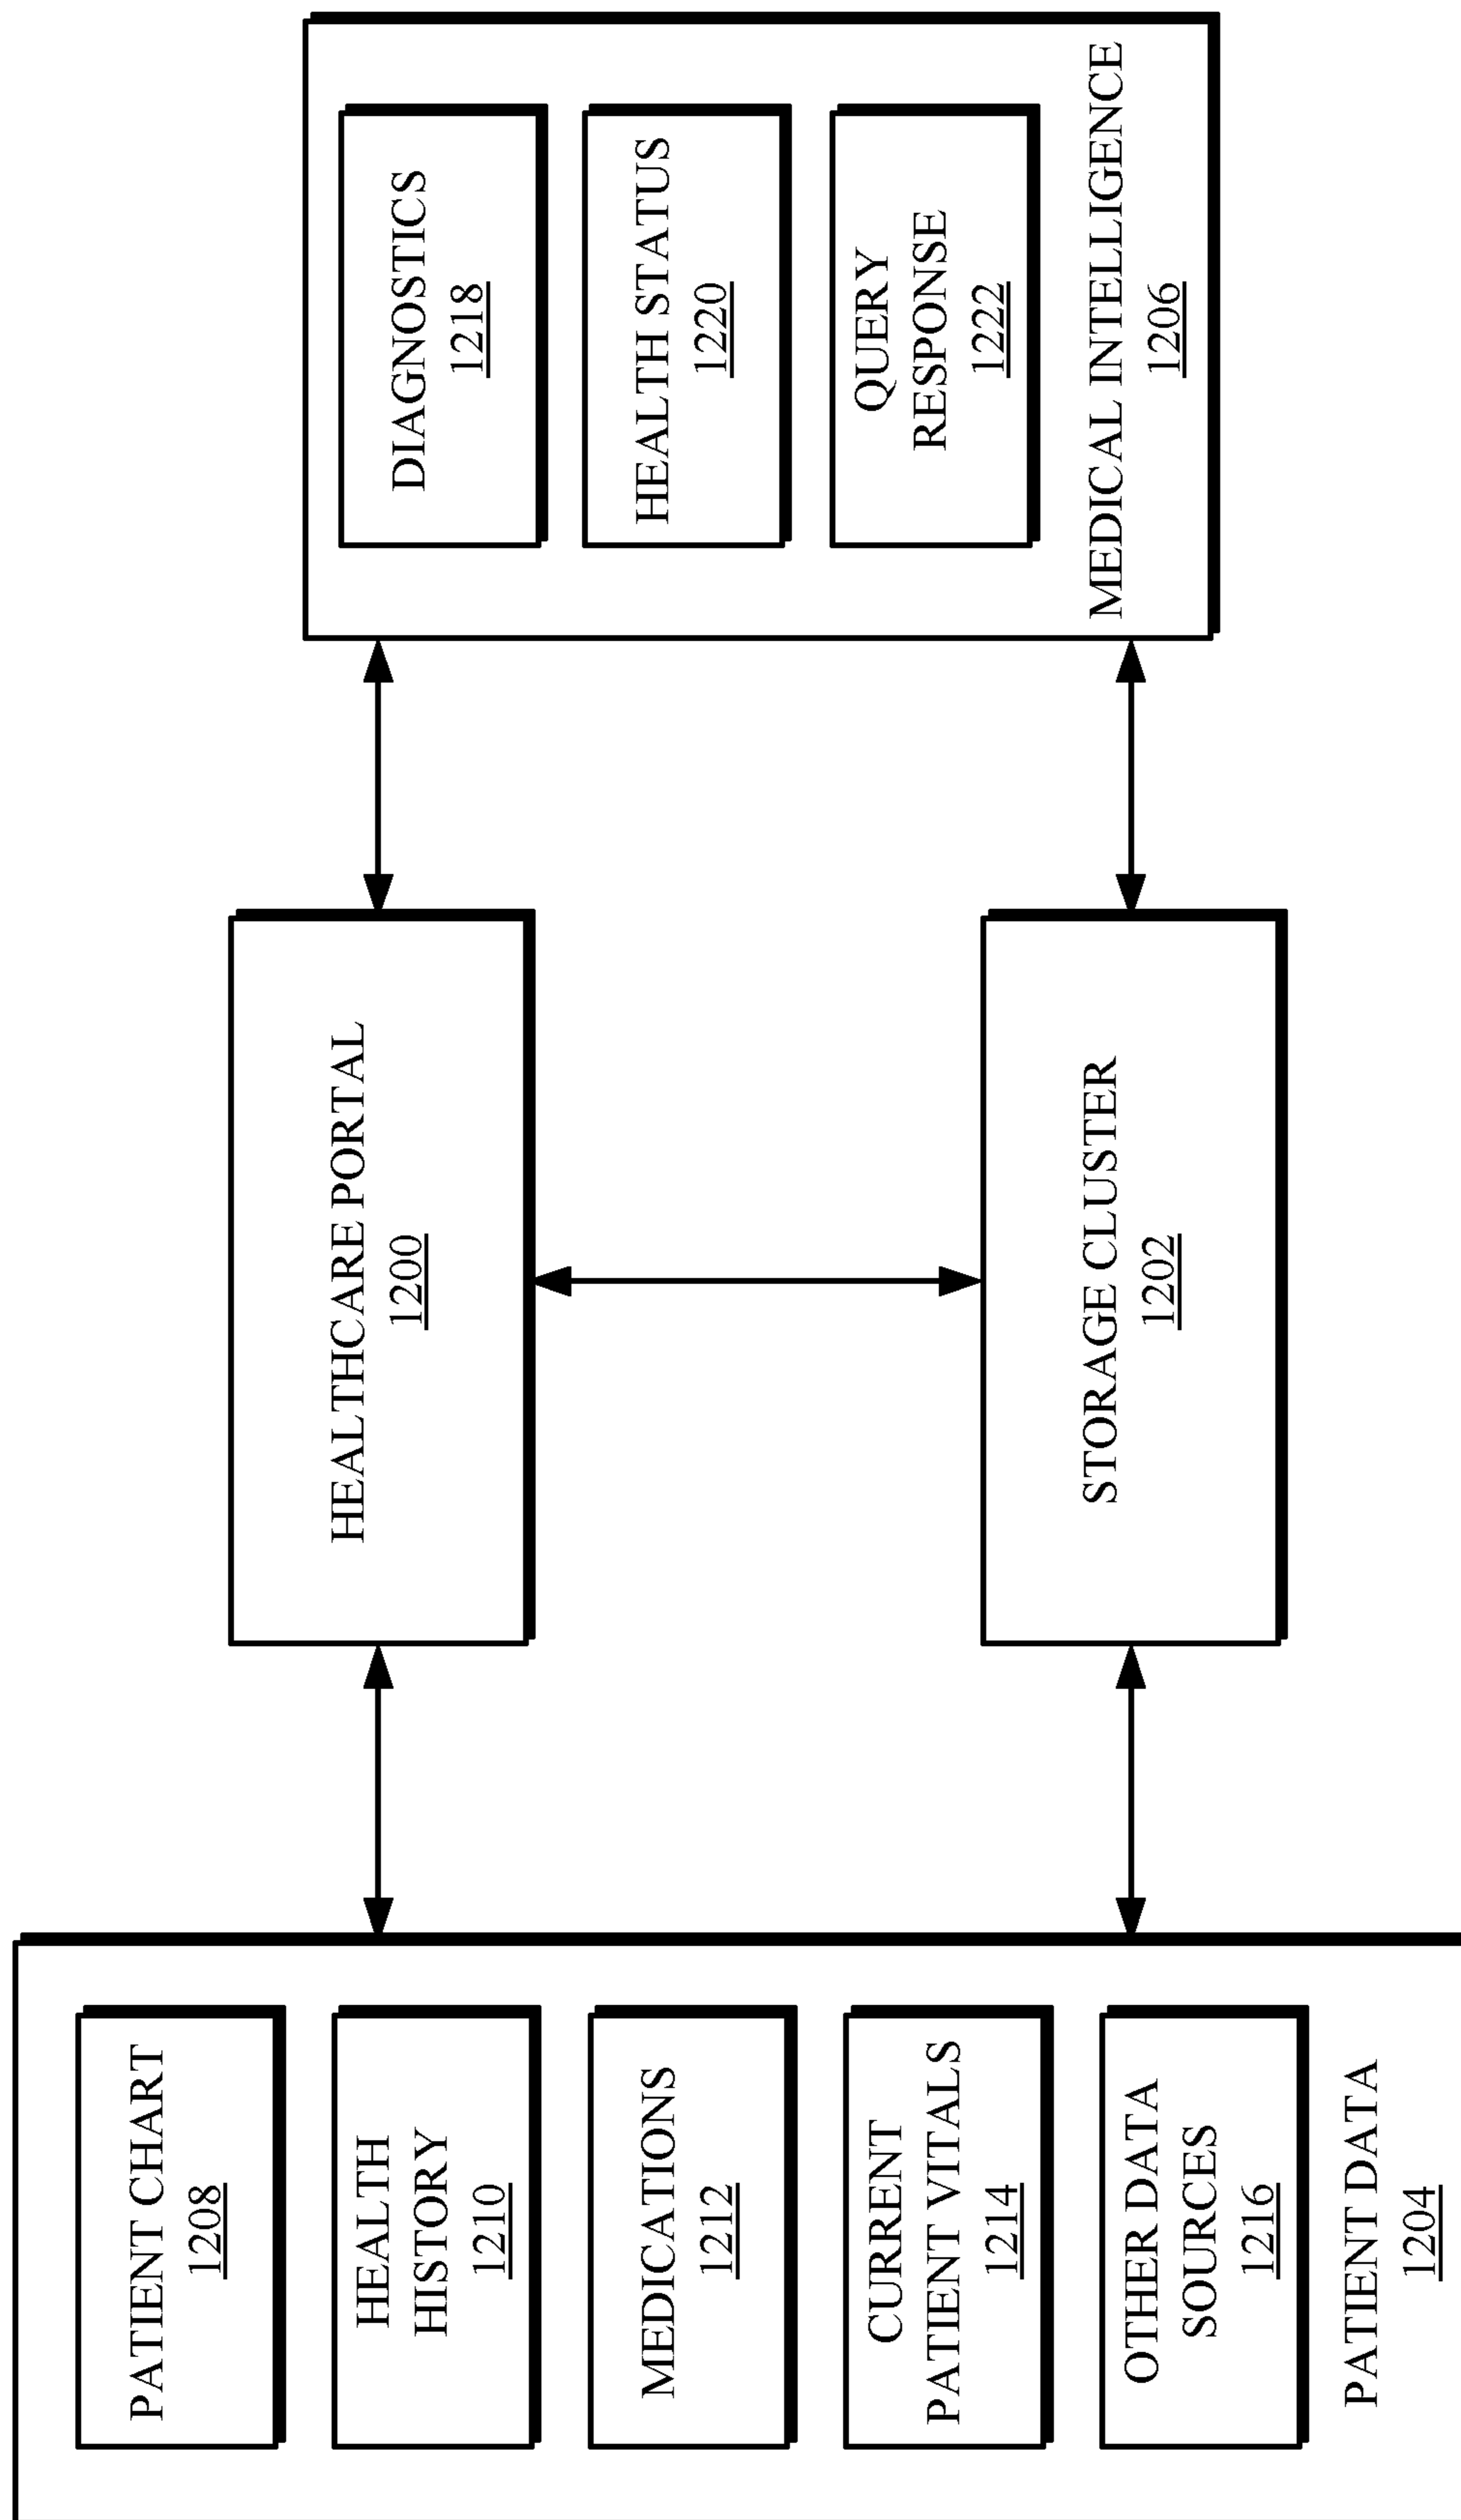 PATIENT CHART
1208
HEALTH
HISTORY
1210
MEDICATIONS
1212
CURRENT
PATIENT VITALS
1214
OTHER DATA
SOURCES
1216
PATIENT DATA
1204
HEALTHCARE PORTAL
1200
STORAGE CLUSTER
1202
DIAGNOSTICS
1218
HEALTH STATUS
1220
QUERY
RESPONSE
1222
MEDICAL INTELLIGENCE
1206